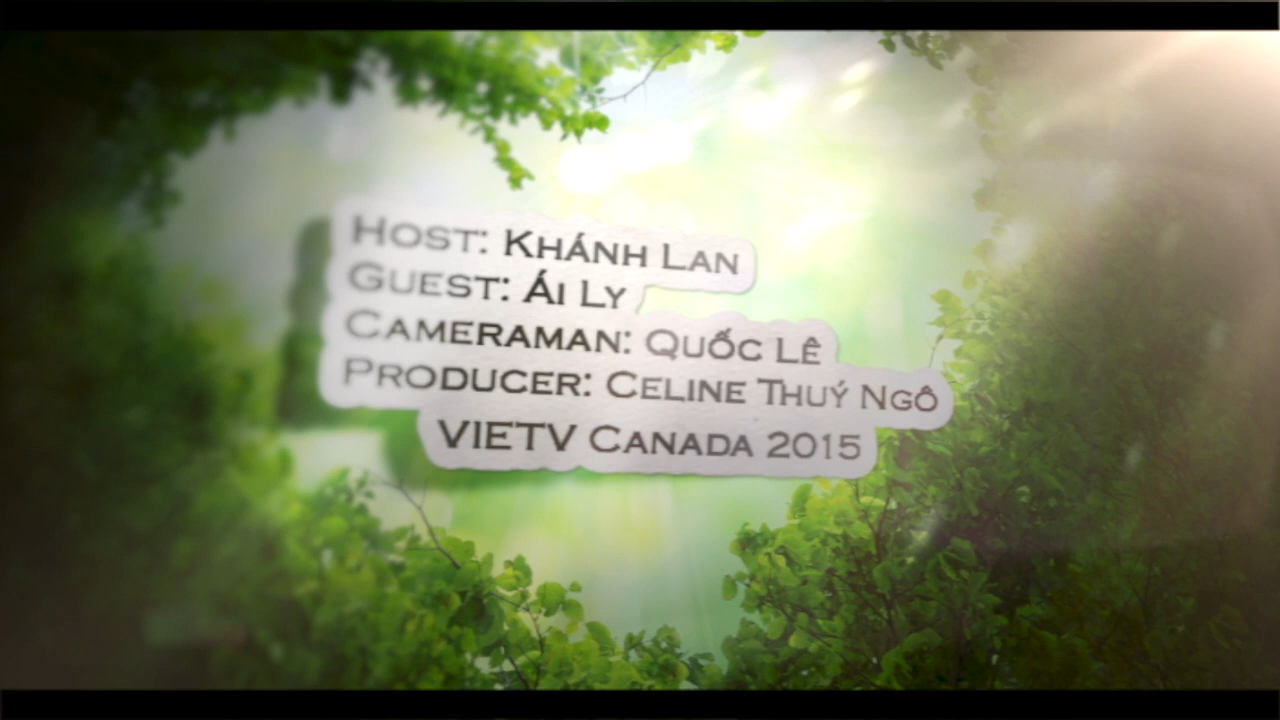 Host: Khánh Lan
Guest: Ái Ly
Cameraman: Quốc Lê
Producer: Celine Thuý Ngô
VIETV Canada 2015